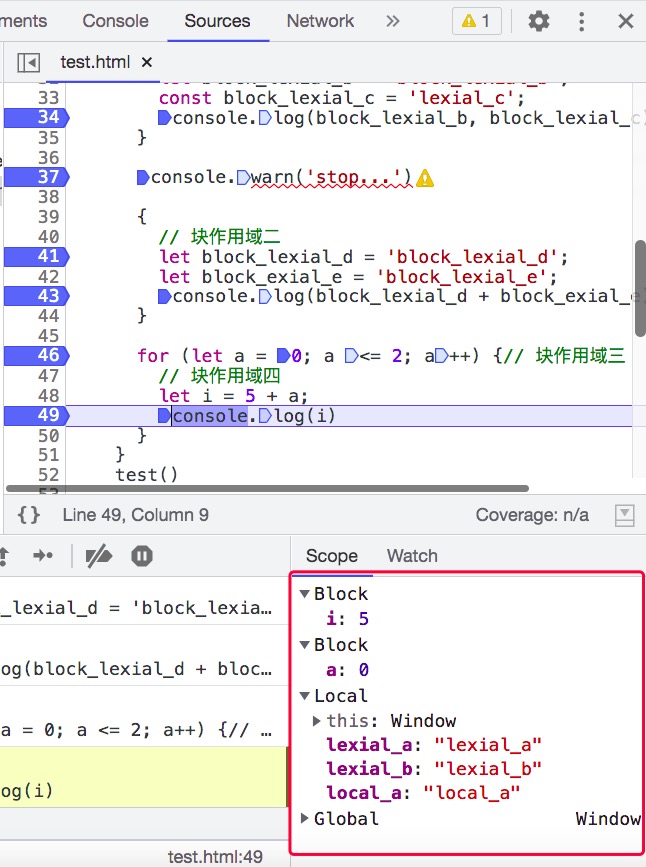 ments Console Sources Network » 1
test.html ×
33 const block_lexial_c = 'lexial_c';
34 console.log(block_lexial_b, block_lexial_c)
35 }
36
37 console.warn('stop...')
38
39 {
40 // 块作用域二
41 let block_lexial_d = 'block_lexial_d';
42 let block_exial_e = 'block_lexial_e';
43 console.log(block_lexial_d + block_exial_e
44 }
45
46 for (let a = 0; a <= 2; a++) {// 块作用域三
47 // 块作用域四
48 let i = 5 + a;
49 console.log(i)
50 }
51 }
52 test()
{} Line 49, Column 9 Coverage: n/a
Scope Watch
_lexial_d = 'block_lexia…
og(block_lexial_d + bloc…
a = 0; a <= 2; a++) {// …
og(i)
test.html:49
Block
i: 5
Block
a: 0
Local
this: Window
lexial_a: "lexial_a"
lexial_b: "lexial_b"
local_a: "local_a"
Global Window